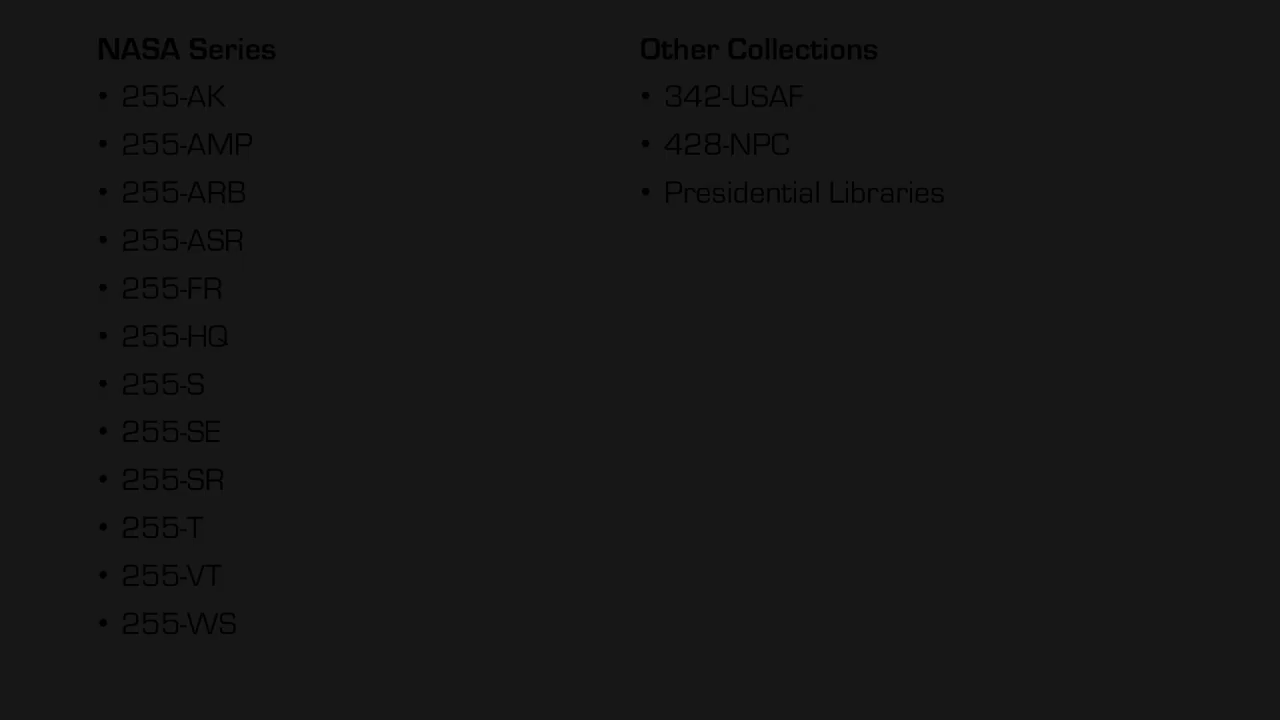 NASA Series
• 255-AK
• 255-AMP
• 255-ARB
• 255-ASR
• 255-FR
• 255-HQ
• 255-S
• 255-SE
• 255-SR
• 255-T
• 255-VT
• 255-WS
Other Collections
• 342-USAF
• 428-NPC
• Presidential Libraries